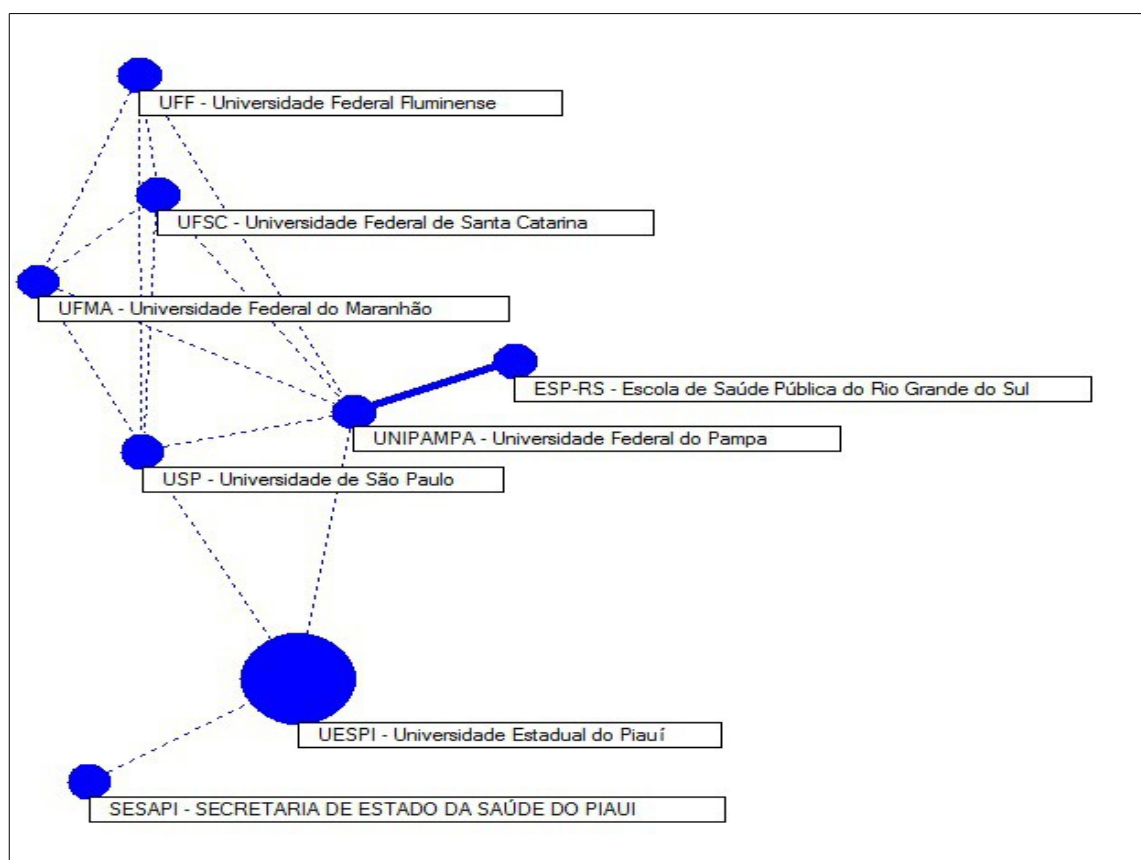 UFF - Universidade Federal Fluminense
UFSC - Universidade Federal de Santa Catarina
UFMA - Universidade Federal do Maranhão
ESP-RS - Escola de Saúde Pública do Rio Grande do Sul
UNIPAMPA - Universidade Federal do Pampa
USP - Universidade de São Paulo
UESPI - Universidade Estadual do Piauí
SESAPI - SECRETARIA DE ESTADO DA SAÚDE DO PIAUI